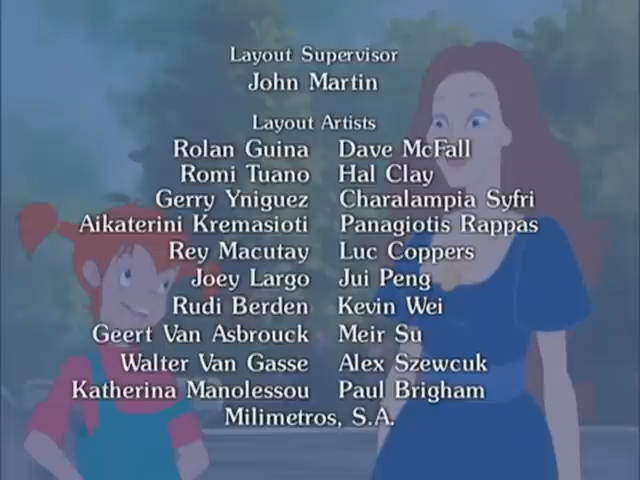 Layout Supervisor
John Martin
Layout Artists
Rolan Guina Dave McFall
Romi Tuano Hal Clay
Gerry Yniguez Charalampia Syfri
Aikaterini Kremasioti Panagiotis Rappas
Rey Macutay Luc Coppers
Joey Largo Jui Peng
Rudi Berden Kevin Wei
Geert Van Asbrouck Meir Su
Walter Van Gasse Alex Szewcuk
Katherina Manolessou Paul Brigham
Milimetros, S.A.